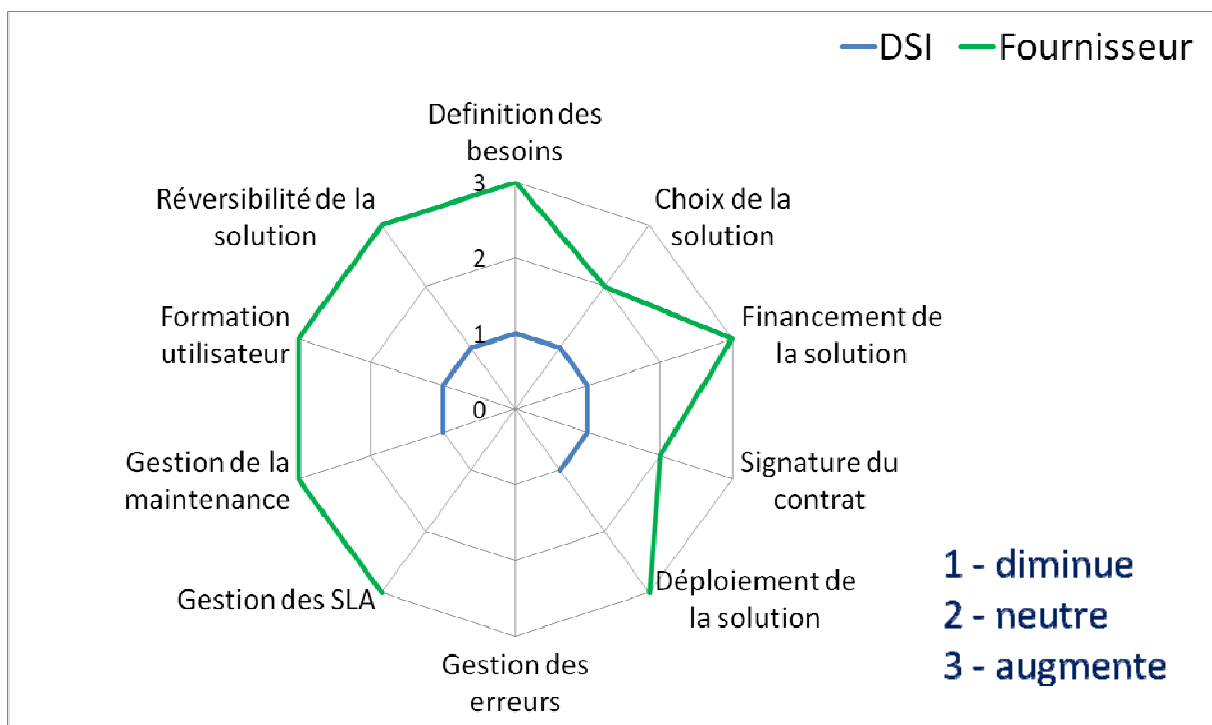 DSI Fournisseur
Definition des
besoins
Choix de la
solution
Financement de
la solution
Signature du
contrat
Déploiement de
la solution
Gestion des
erreurs
Gestion des SLA
Gestion de la
maintenance
Formation
utilisateur
Réversibilité de la
solution
3
2
1
0
1 - diminue
2 - neutre
3 - augmente